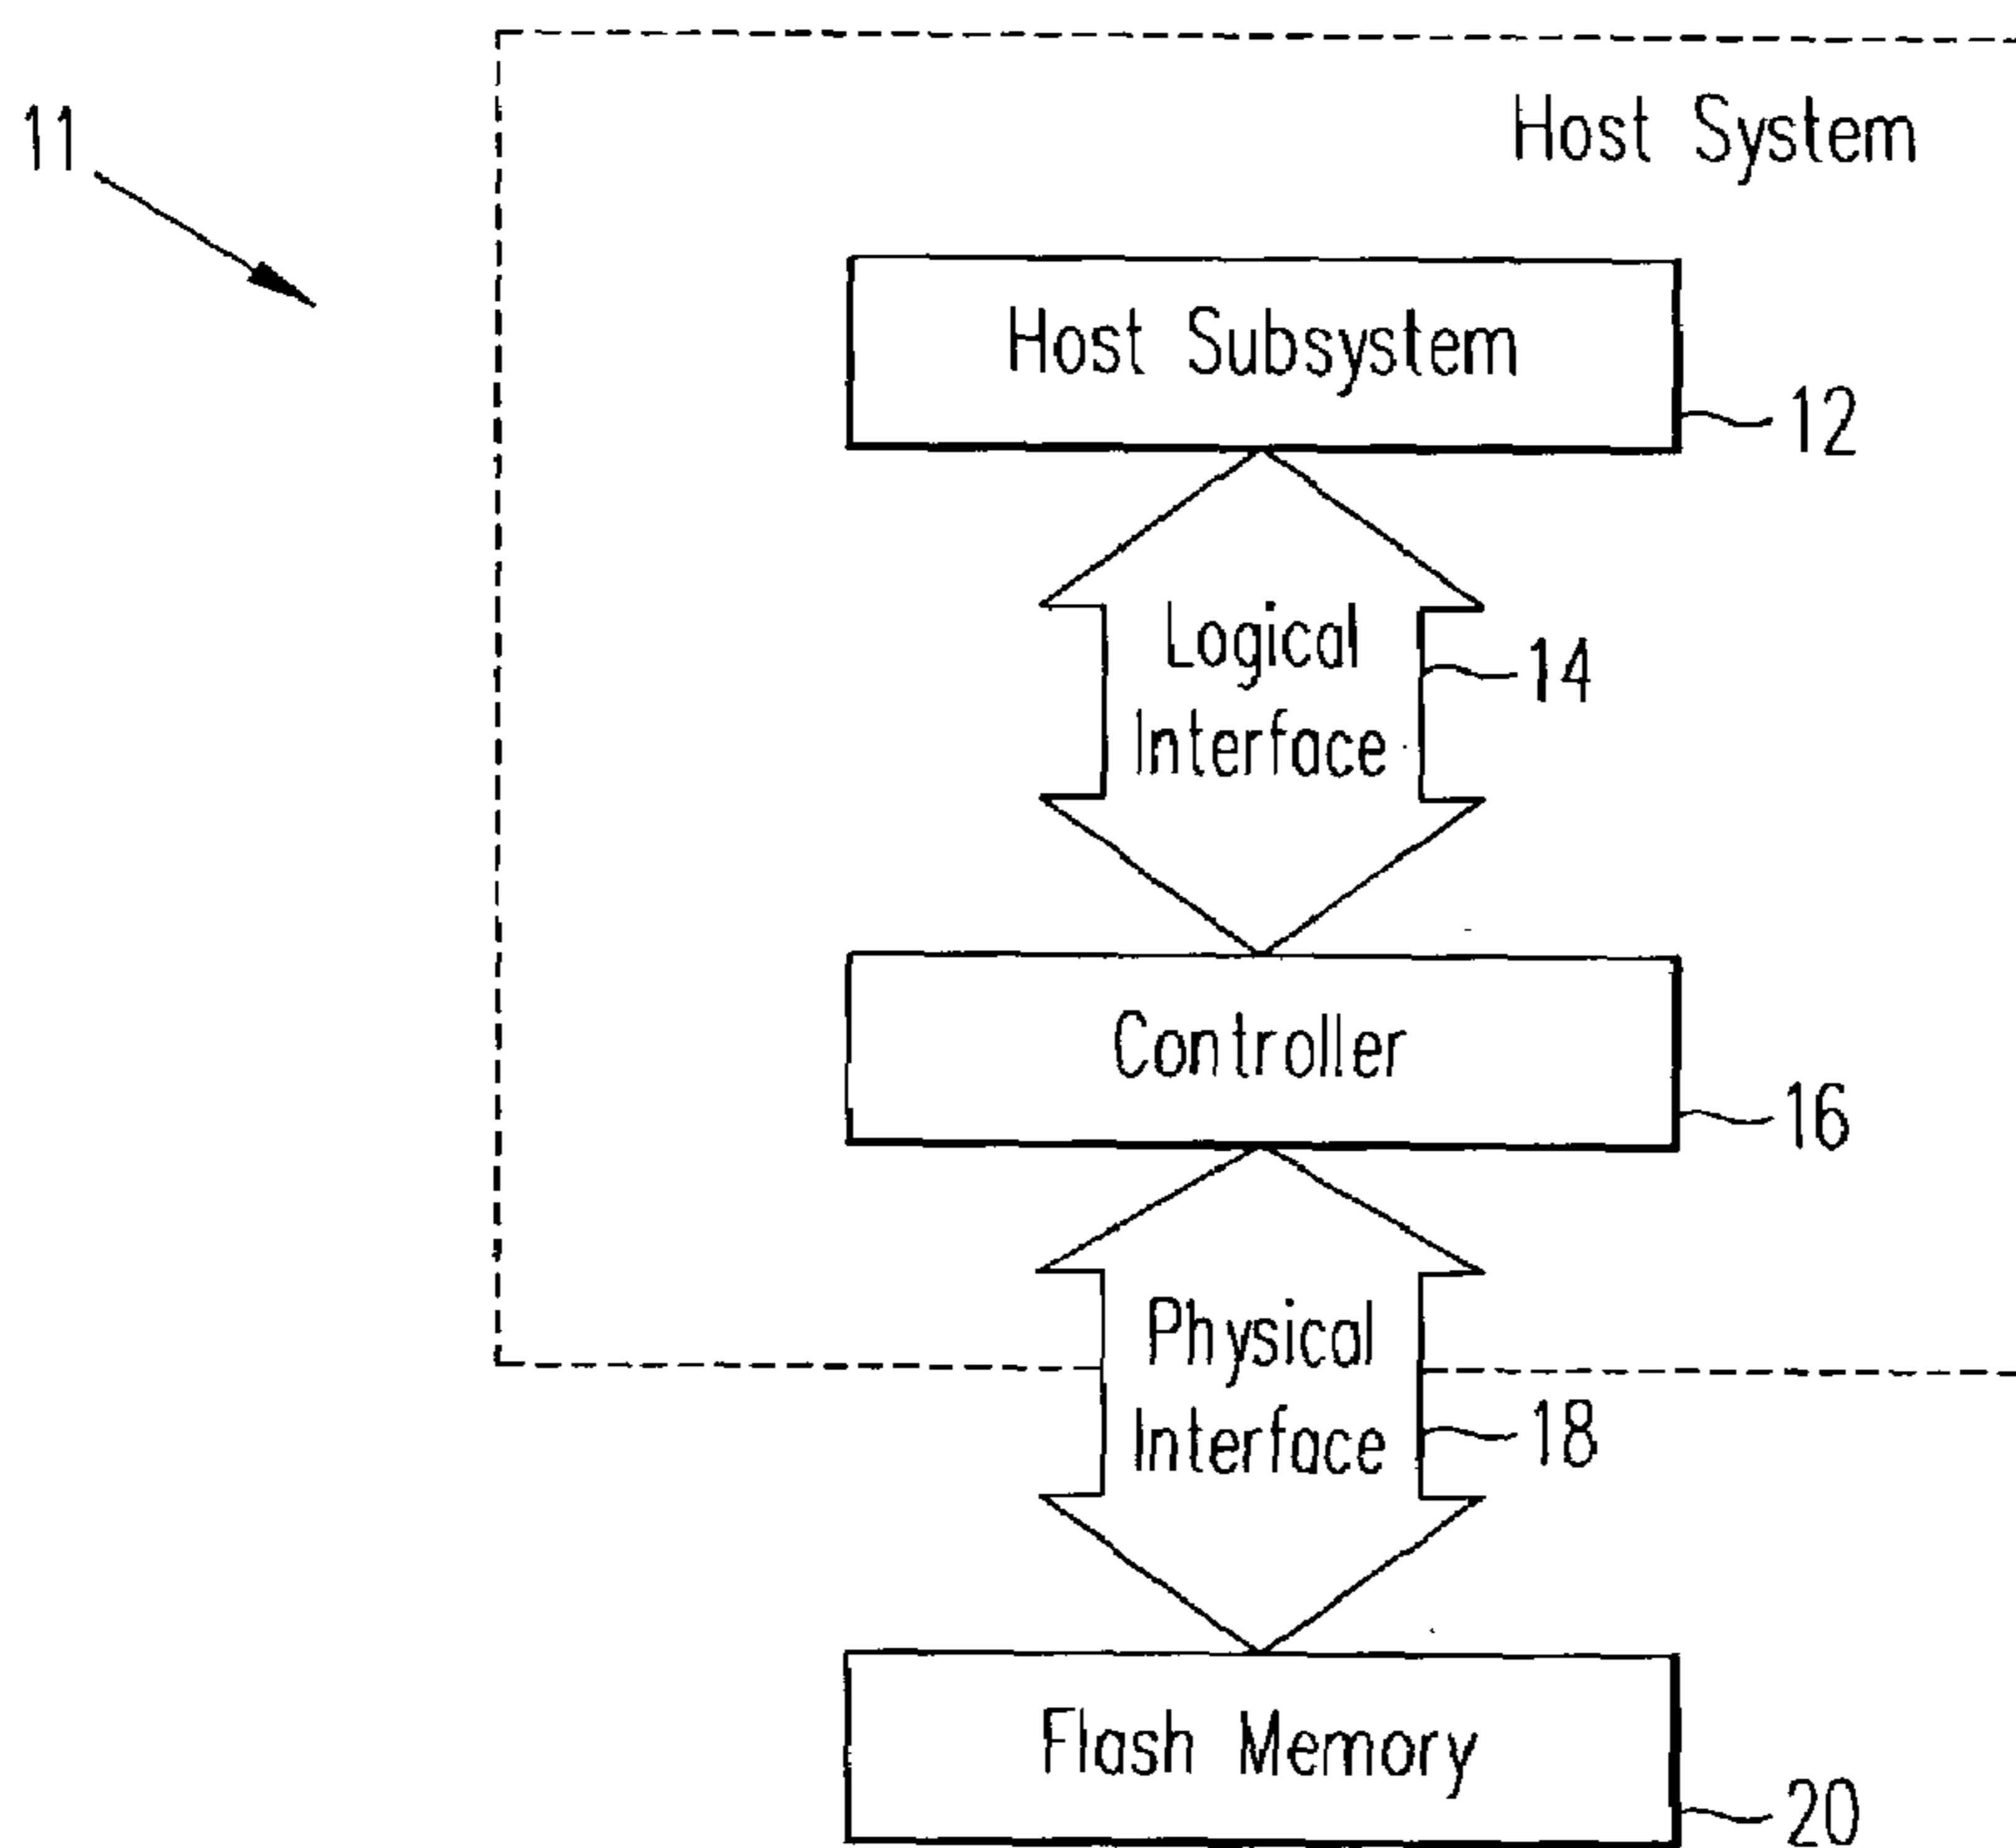 11
Host System
Host Subsystem
12
Logical
Interface
14
Controller
16
Physical
Interface
18
Flash Memory
20